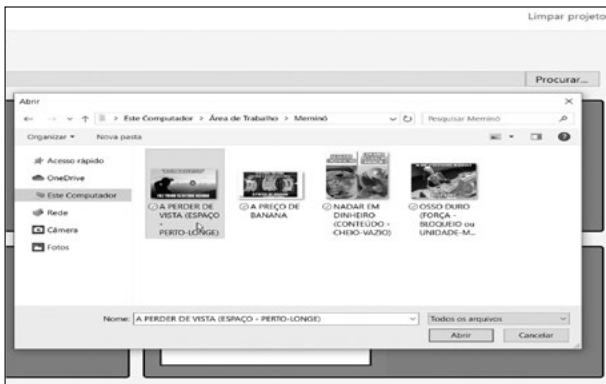 Limpar projeto
Procurar...
Abrir
Este Computador > Área de Trabalho > Meminó
Pesquisar Meminó
Organizar
Nova pasta
Acesso rápido
OneDrive
Este Computador
Rede
Câmera
Fotos
A PERDER DE
VISTA (ESPAÇO
-
PERTO-LONGE)
A PREÇO DE
BANANA
NADAR EM
DINHEIRO
(CONTEÚDO -
CHEIO-VAZIO)
OSSO DURO
(FORÇA -
BLOQUEIO ou
UNIDADE-M...
Nome: A PERDER DE VISTA (ESPAÇO - PERTO-LONGE)
Todos os arquivos
Abrir
Cancelar